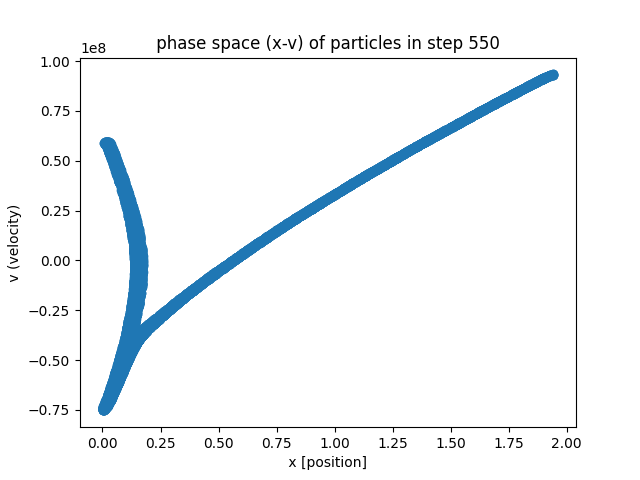 phase space (x-v) of particles in step 550
1e8
1.00
0.75
0.50
0.25
0.00
−0.25
−0.50
−0.75
v (velocity)
0.00 0.25 0.50 0.75 1.00 1.25 1.50 1.75 2.00
x [position]